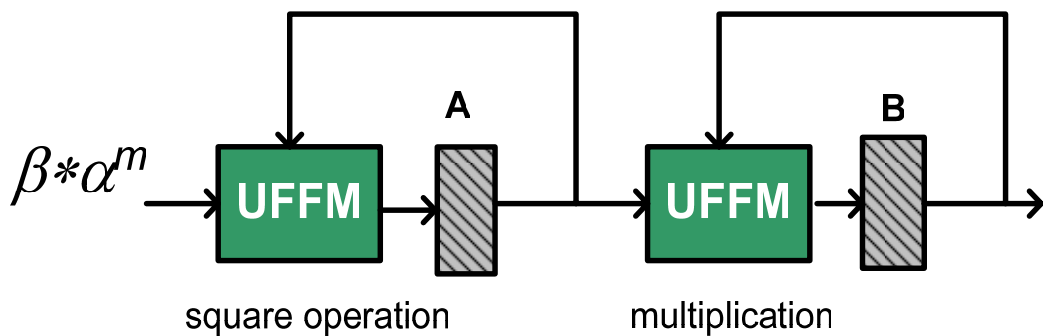 A
B
β*α^m
UFFM
UFFM
square operation
multiplication